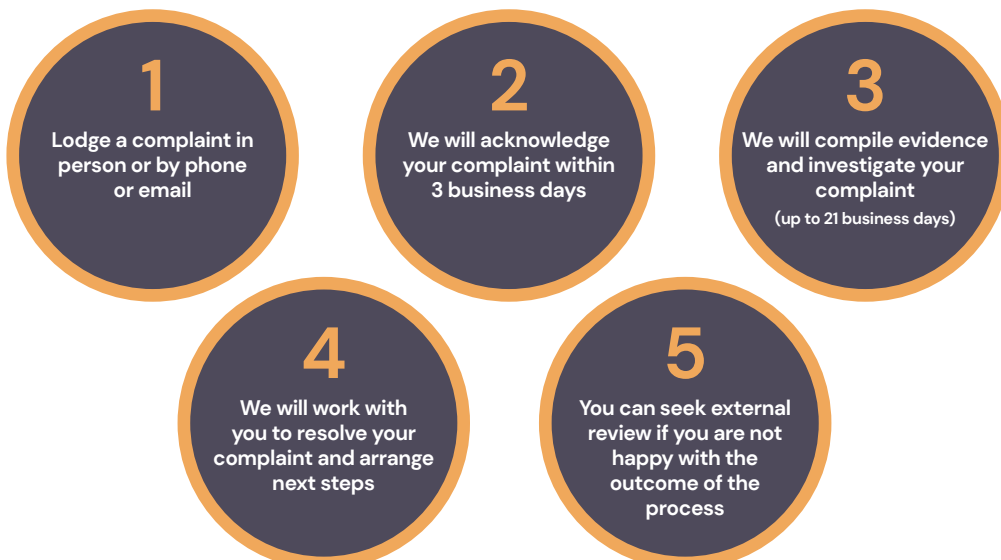 1
Lodge a complaint in
person or by phone
or email
2
We will acknowledge
your complaint within
3 business days
3
We will compile evidence
and investigate your
complaint
(up to 21 business days)
4
We will work with
you to resolve your
complaint and arrange
next steps
5
You can seek external
review if you are not
happy with the
outcome of the
process